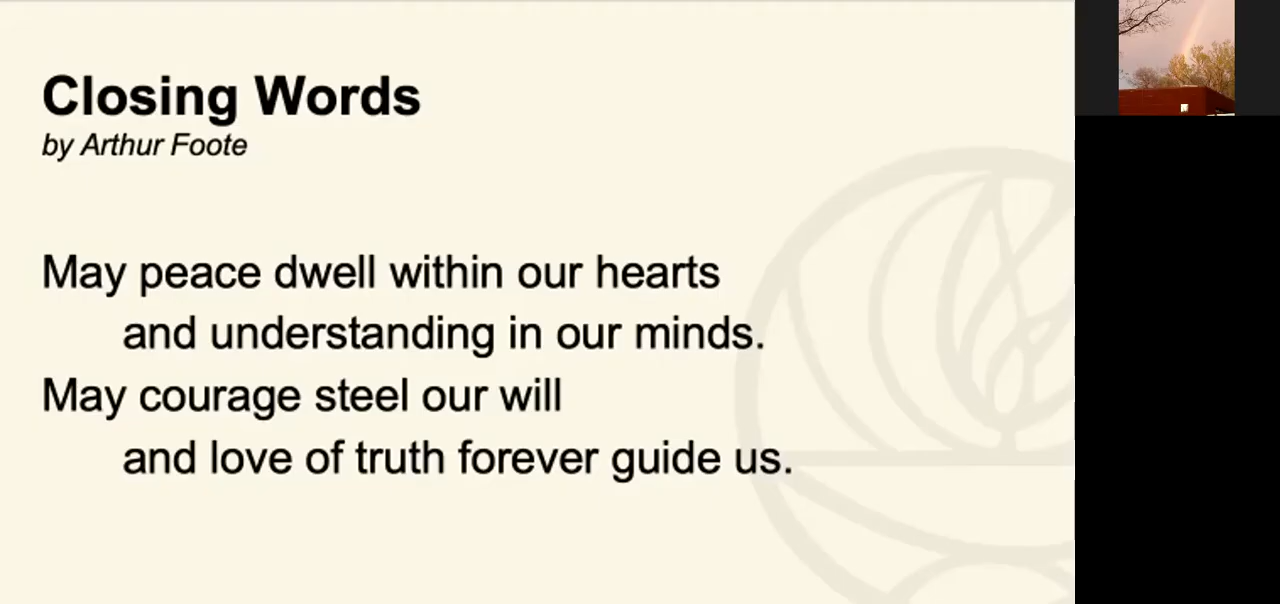 Closing Words
by Arthur Foote
May peace dwell within our hearts
and understanding in our minds.
May courage steel our will
and love of truth forever guide us.